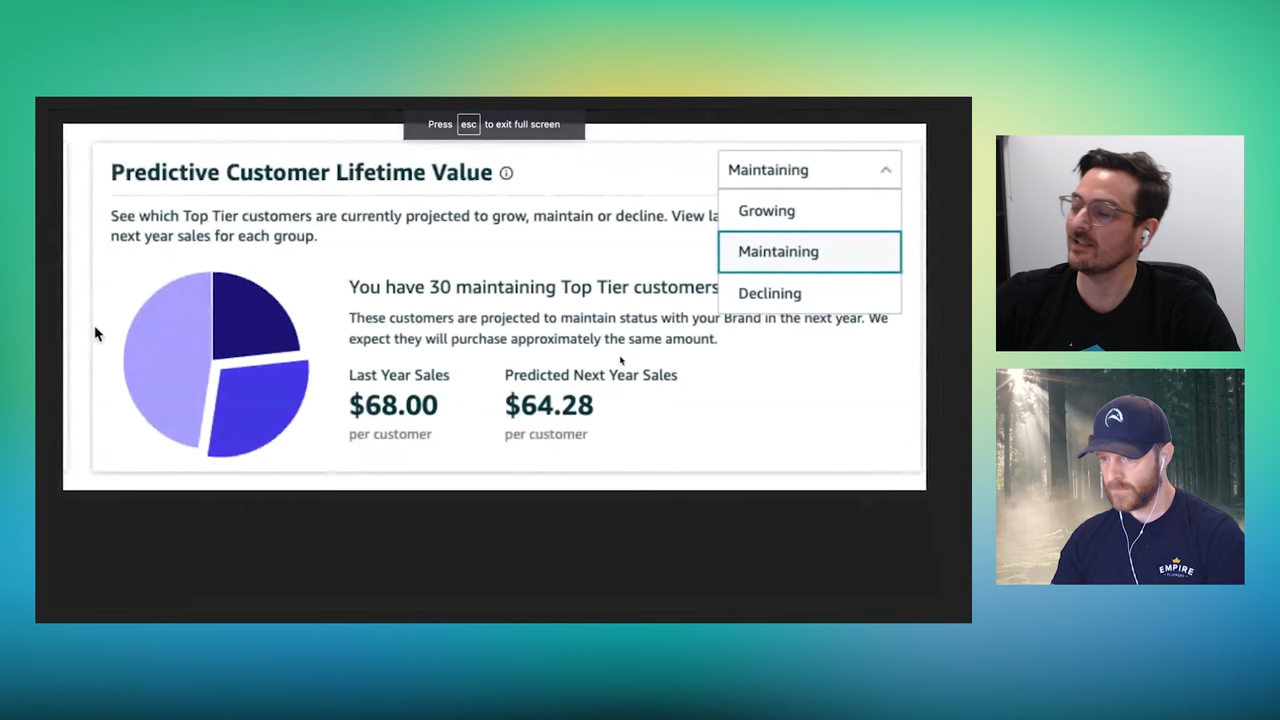 Press esc to exit full screen
Predictive Customer Lifetime Value
Maintaining
Growing
Maintaining
Declining
See which Top Tier customers are currently projected to grow, maintain or decline. View
next year sales for each group.
You have 30 maintaining Top Tier customers
These customers are projected to maintain status with your Brand in the next year. We
expect they will purchase approximately the same amount.
Last Year Sales
$68.00
per customer
Predicted Next Year Sales
$64.28
per customer
EMPIRE